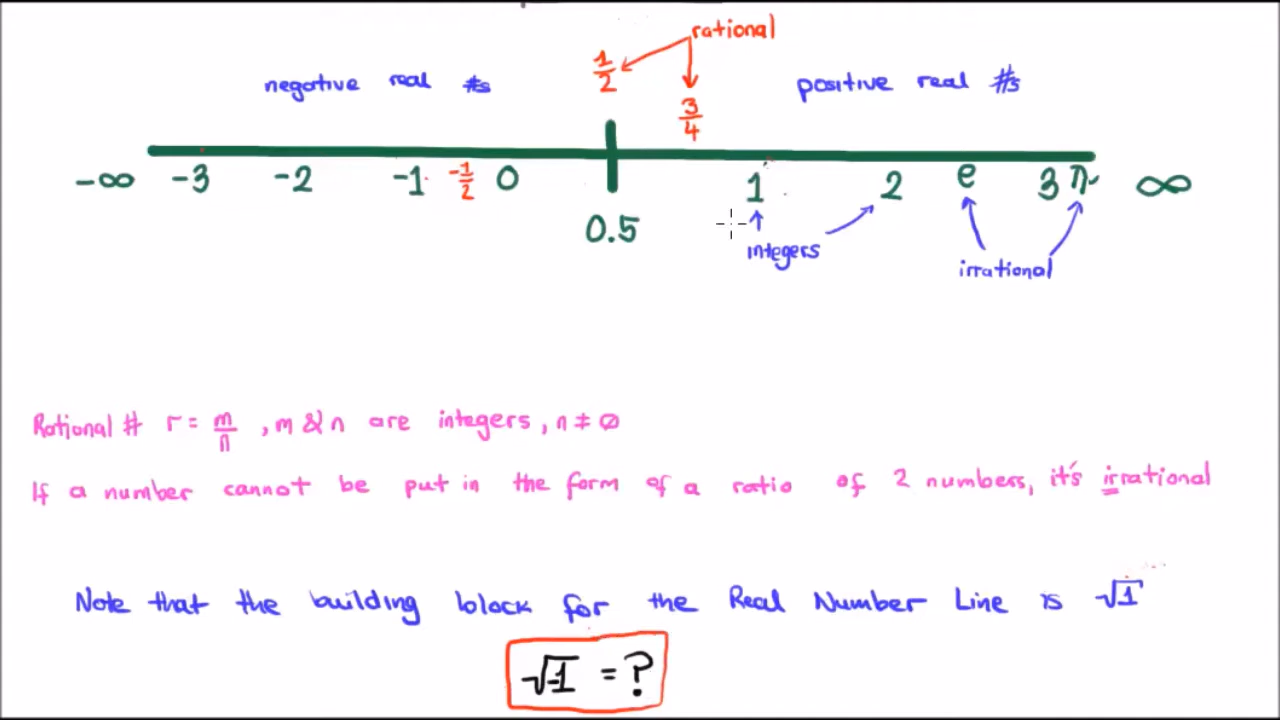 rational
1/2
negative real #s
positive real #s
3/4
-∞ -3 -2 -1 -1/2 0 1 2 e 3 π ∞
0.5
integers
irrational
Rational # r = m/n , m & n are integers, n ≠ 0
If a number cannot be put in the form of a ratio of 2 numbers, it's irrational
Note that the building block for the Real Number Line is √1
√-1 = ?